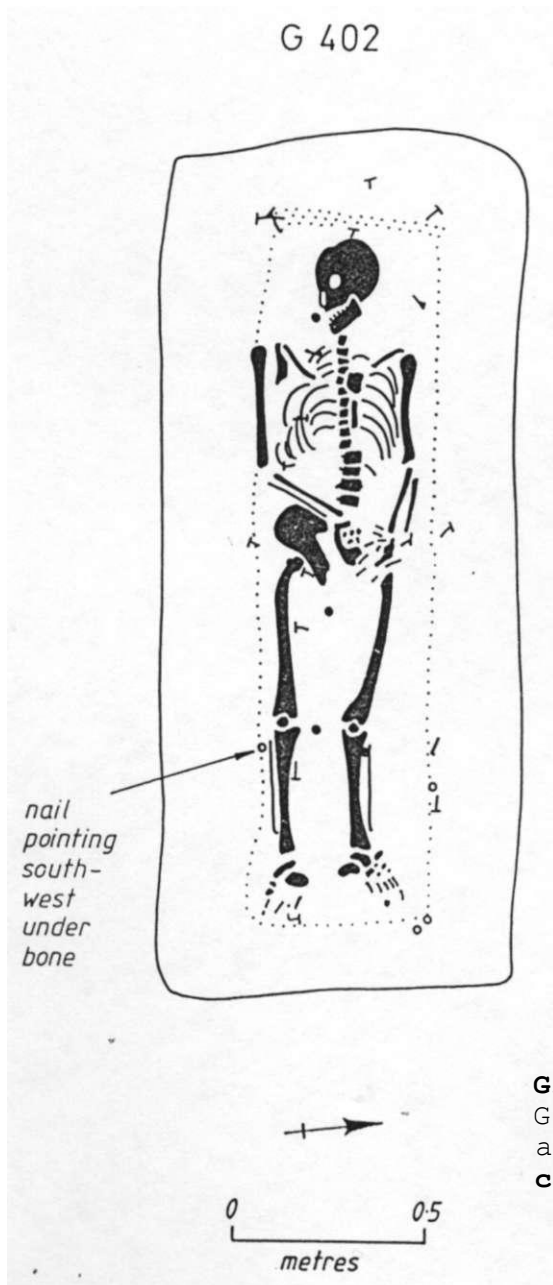 G 402
nail
pointing
south-
west
under
bone
G
G
a
c
0 0·5
metres